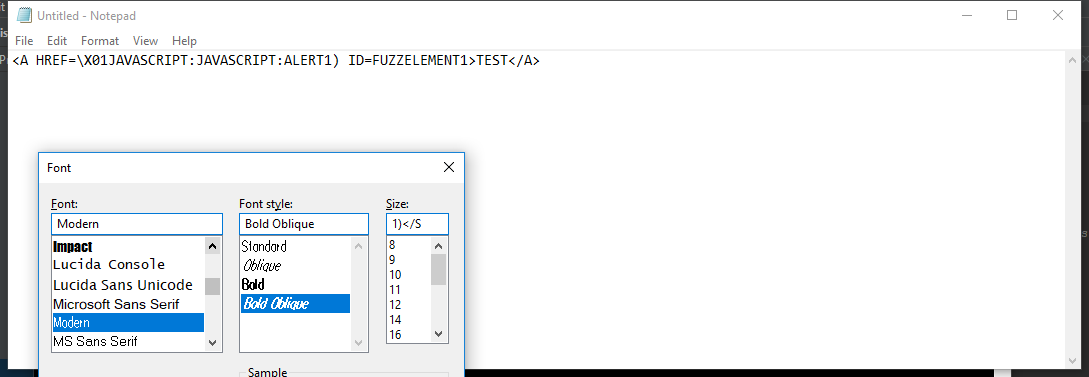 Untitled - Notepad
File Edit Format View Help
<A HREF=\X01JAVASCRIPT:JAVASCRIPT:ALERT1) ID=FUZZELEMENT1>TEST</A>
Font
Font: Font style: Size:
Modern Bold Oblique 1)</S
Impact Standard 8
Lucida Console Oblique 9
Lucida Sans Unicode Bold 10
Microsoft Sans Serif Bold Oblique 11
Modern 12
MS Sans Serif 14
16
Sample